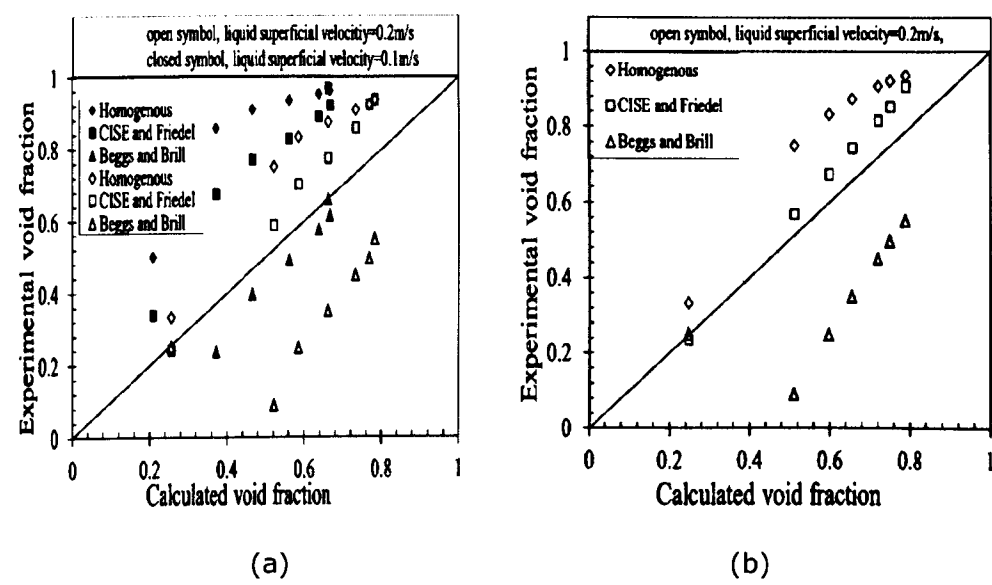 open symbol, liquid superficial velocitiy=0.2m/s
closed symbol, liquid superficial velocity=0.1m/s
1
Homogenous
CISE and Friedel
Beggs and Brill
Homogenous
CISE and Friedel
Beggs and Brill
0.8
0.6
0.4
0.2
0
Experimental void fraction
0
0.2
0.4
0.6
0.8
1
Calculated void fraction
(a)
open symbol, liquid superficial velocity=0.2m/s,
1
Homogenous
CISE and Friedel
Beggs and Brill
0.8
0.6
0.4
0.2
0
Experimental void fraction
0
0.2
0.4
0.6
0.8
1
Calculated void fraction
(b)